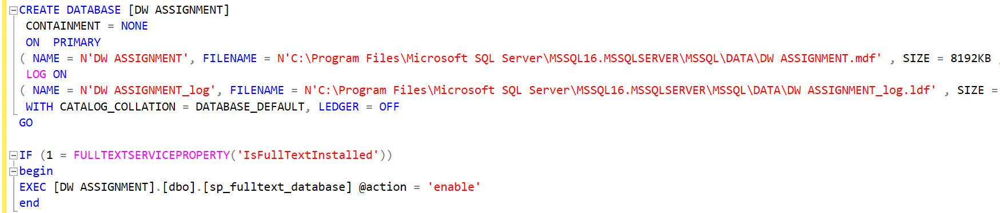 CREATE DATABASE [DW ASSIGNMENT]
CONTAINMENT = NONE
ON  PRIMARY
( NAME = N'DW ASSIGNMENT', FILENAME = N'C:\Program Files\Microsoft SQL Server\MSSQL16.MSSQLSERVER\MSSQL\DATA\DW ASSIGNMENT.mdf' , SIZE = 8192KB ,
LOG ON
( NAME = N'DW ASSIGNMENT_log', FILENAME = N'C:\Program Files\Microsoft SQL Server\MSSQL16.MSSQLSERVER\MSSQL\DATA\DW ASSIGNMENT_log.ldf' , SIZE =
WITH CATALOG_COLLATION = DATABASE_DEFAULT, LEDGER = OFF
GO
IF (1 = FULLTEXTSERVICEPROPERTY('IsFullTextInstalled'))
begin
EXEC [DW ASSIGNMENT].[dbo].[sp_fulltext_database] @action = 'enable'
end